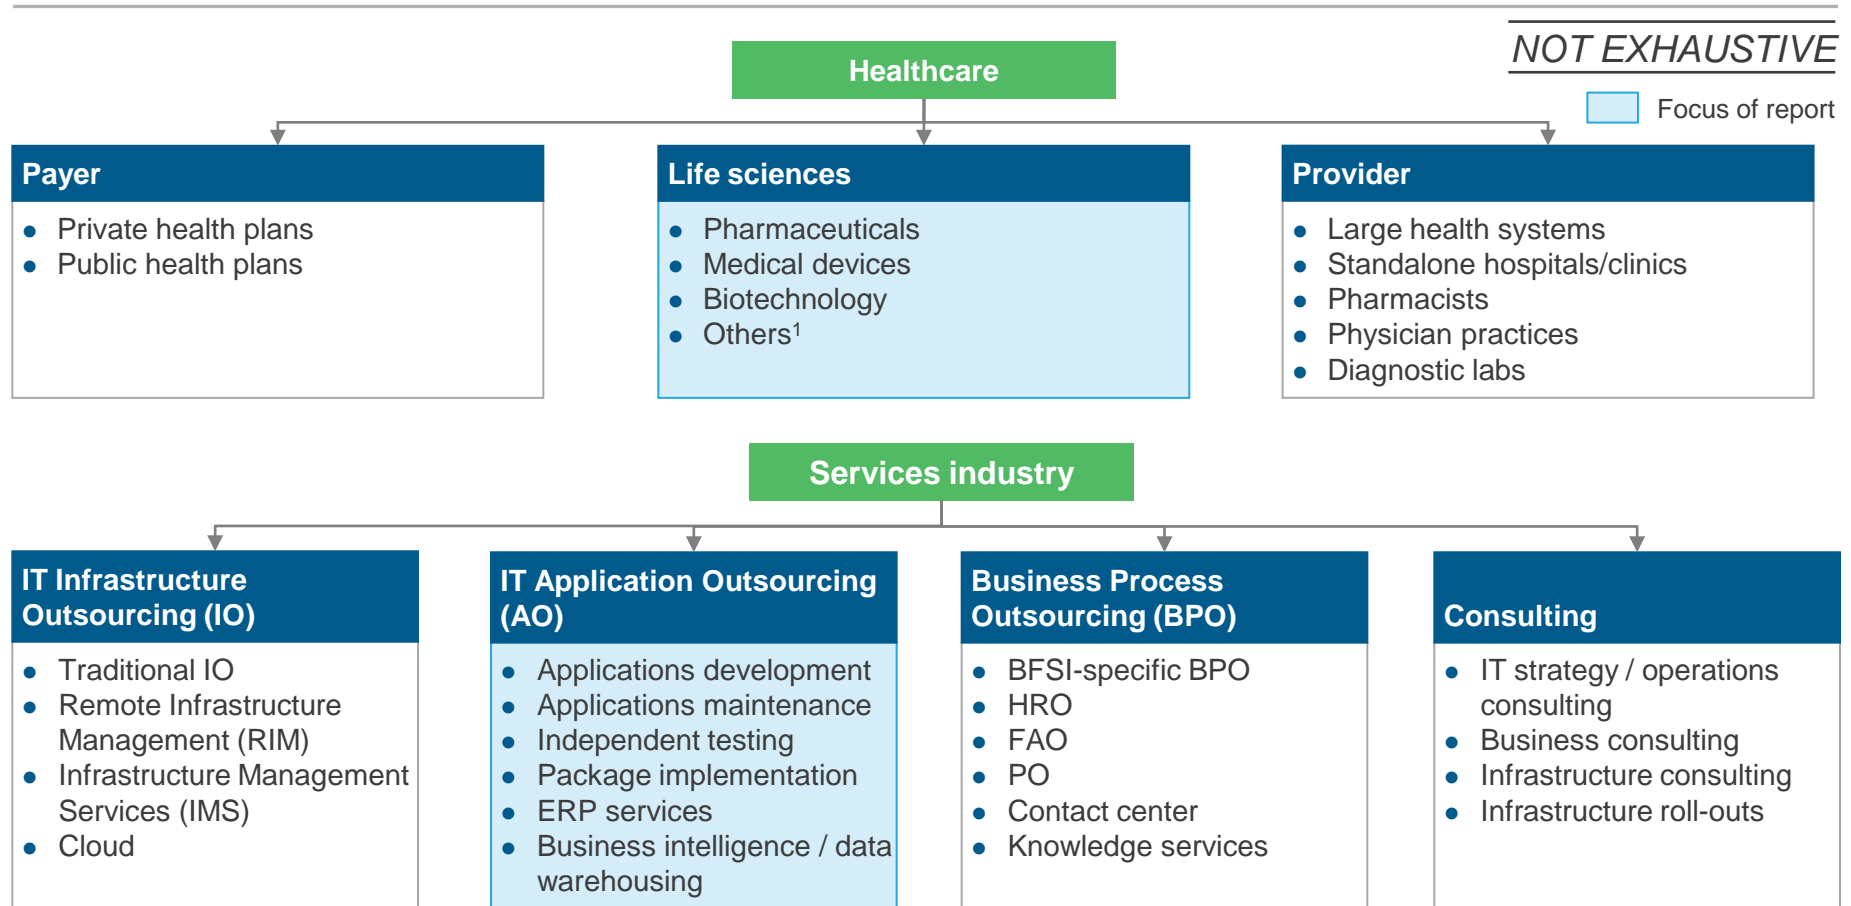 NOT EXHAUSTIVE
Healthcare
Focus of report
Payer
● Private health plans
● Public health plans
Life sciences
● Pharmaceuticals
● Medical devices
● Biotechnology
● Others¹
Provider
● Large health systems
● Standalone hospitals/clinics
● Pharmacists
● Physician practices
● Diagnostic labs
Services industry
IT Infrastructure
Outsourcing (IO)
● Traditional IO
● Remote Infrastructure
Management (RIM)
● Infrastructure Management
Services (IMS)
● Cloud
IT Application Outsourcing
(AO)
● Applications development
● Applications maintenance
● Independent testing
● Package implementation
● ERP services
● Business intelligence / data
warehousing
Business Process
Outsourcing (BPO)
● BFSI-specific BPO
● HRO
● FAO
● PO
● Contact center
● Knowledge services
Consulting
● IT strategy / operations
consulting
● Business consulting
● Infrastructure consulting
● Infrastructure roll-outs